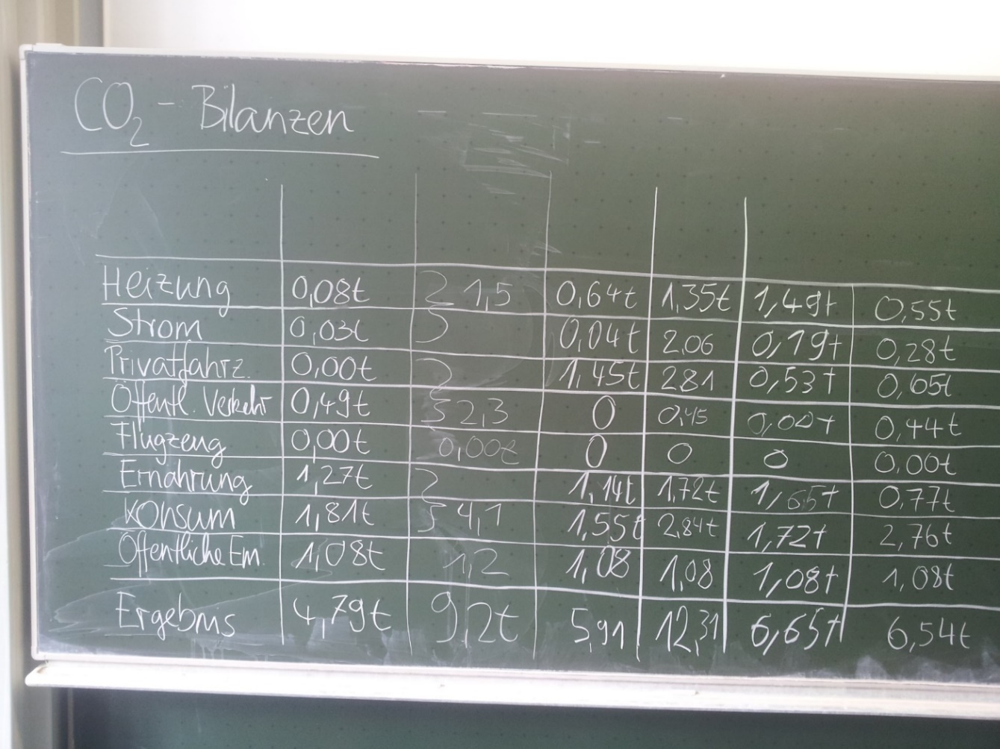 CO₂ - Bilanzen
Heizung 0,08t } 1,5 0,64t 1,35t 1,49t 0,55t
Strom 0,03t 0,04t 2,06 0,19t 0,28t
Privatfahrz. 0,00t } 1,45t 2,81 0,53t 0,65t
Öffentl. Verkehr 0,49t 2,3 0 0,45 0,00t 0,44t
Flugzeug 0,00t 0,00t 0 0 0 0,00t
Ernährung 1,27t } 1,14t 1,72t 1,65t 0,77t
Konsum 1,81t 4,1 1,55t 2,84t 1,72t 2,76t
Öffentliche Em. 1,08t 1,2 1,08 1,08 1,08t 1,08t
Ergebnis 4,79t 9,2t 5,91 12,31 6,65t 6,54t